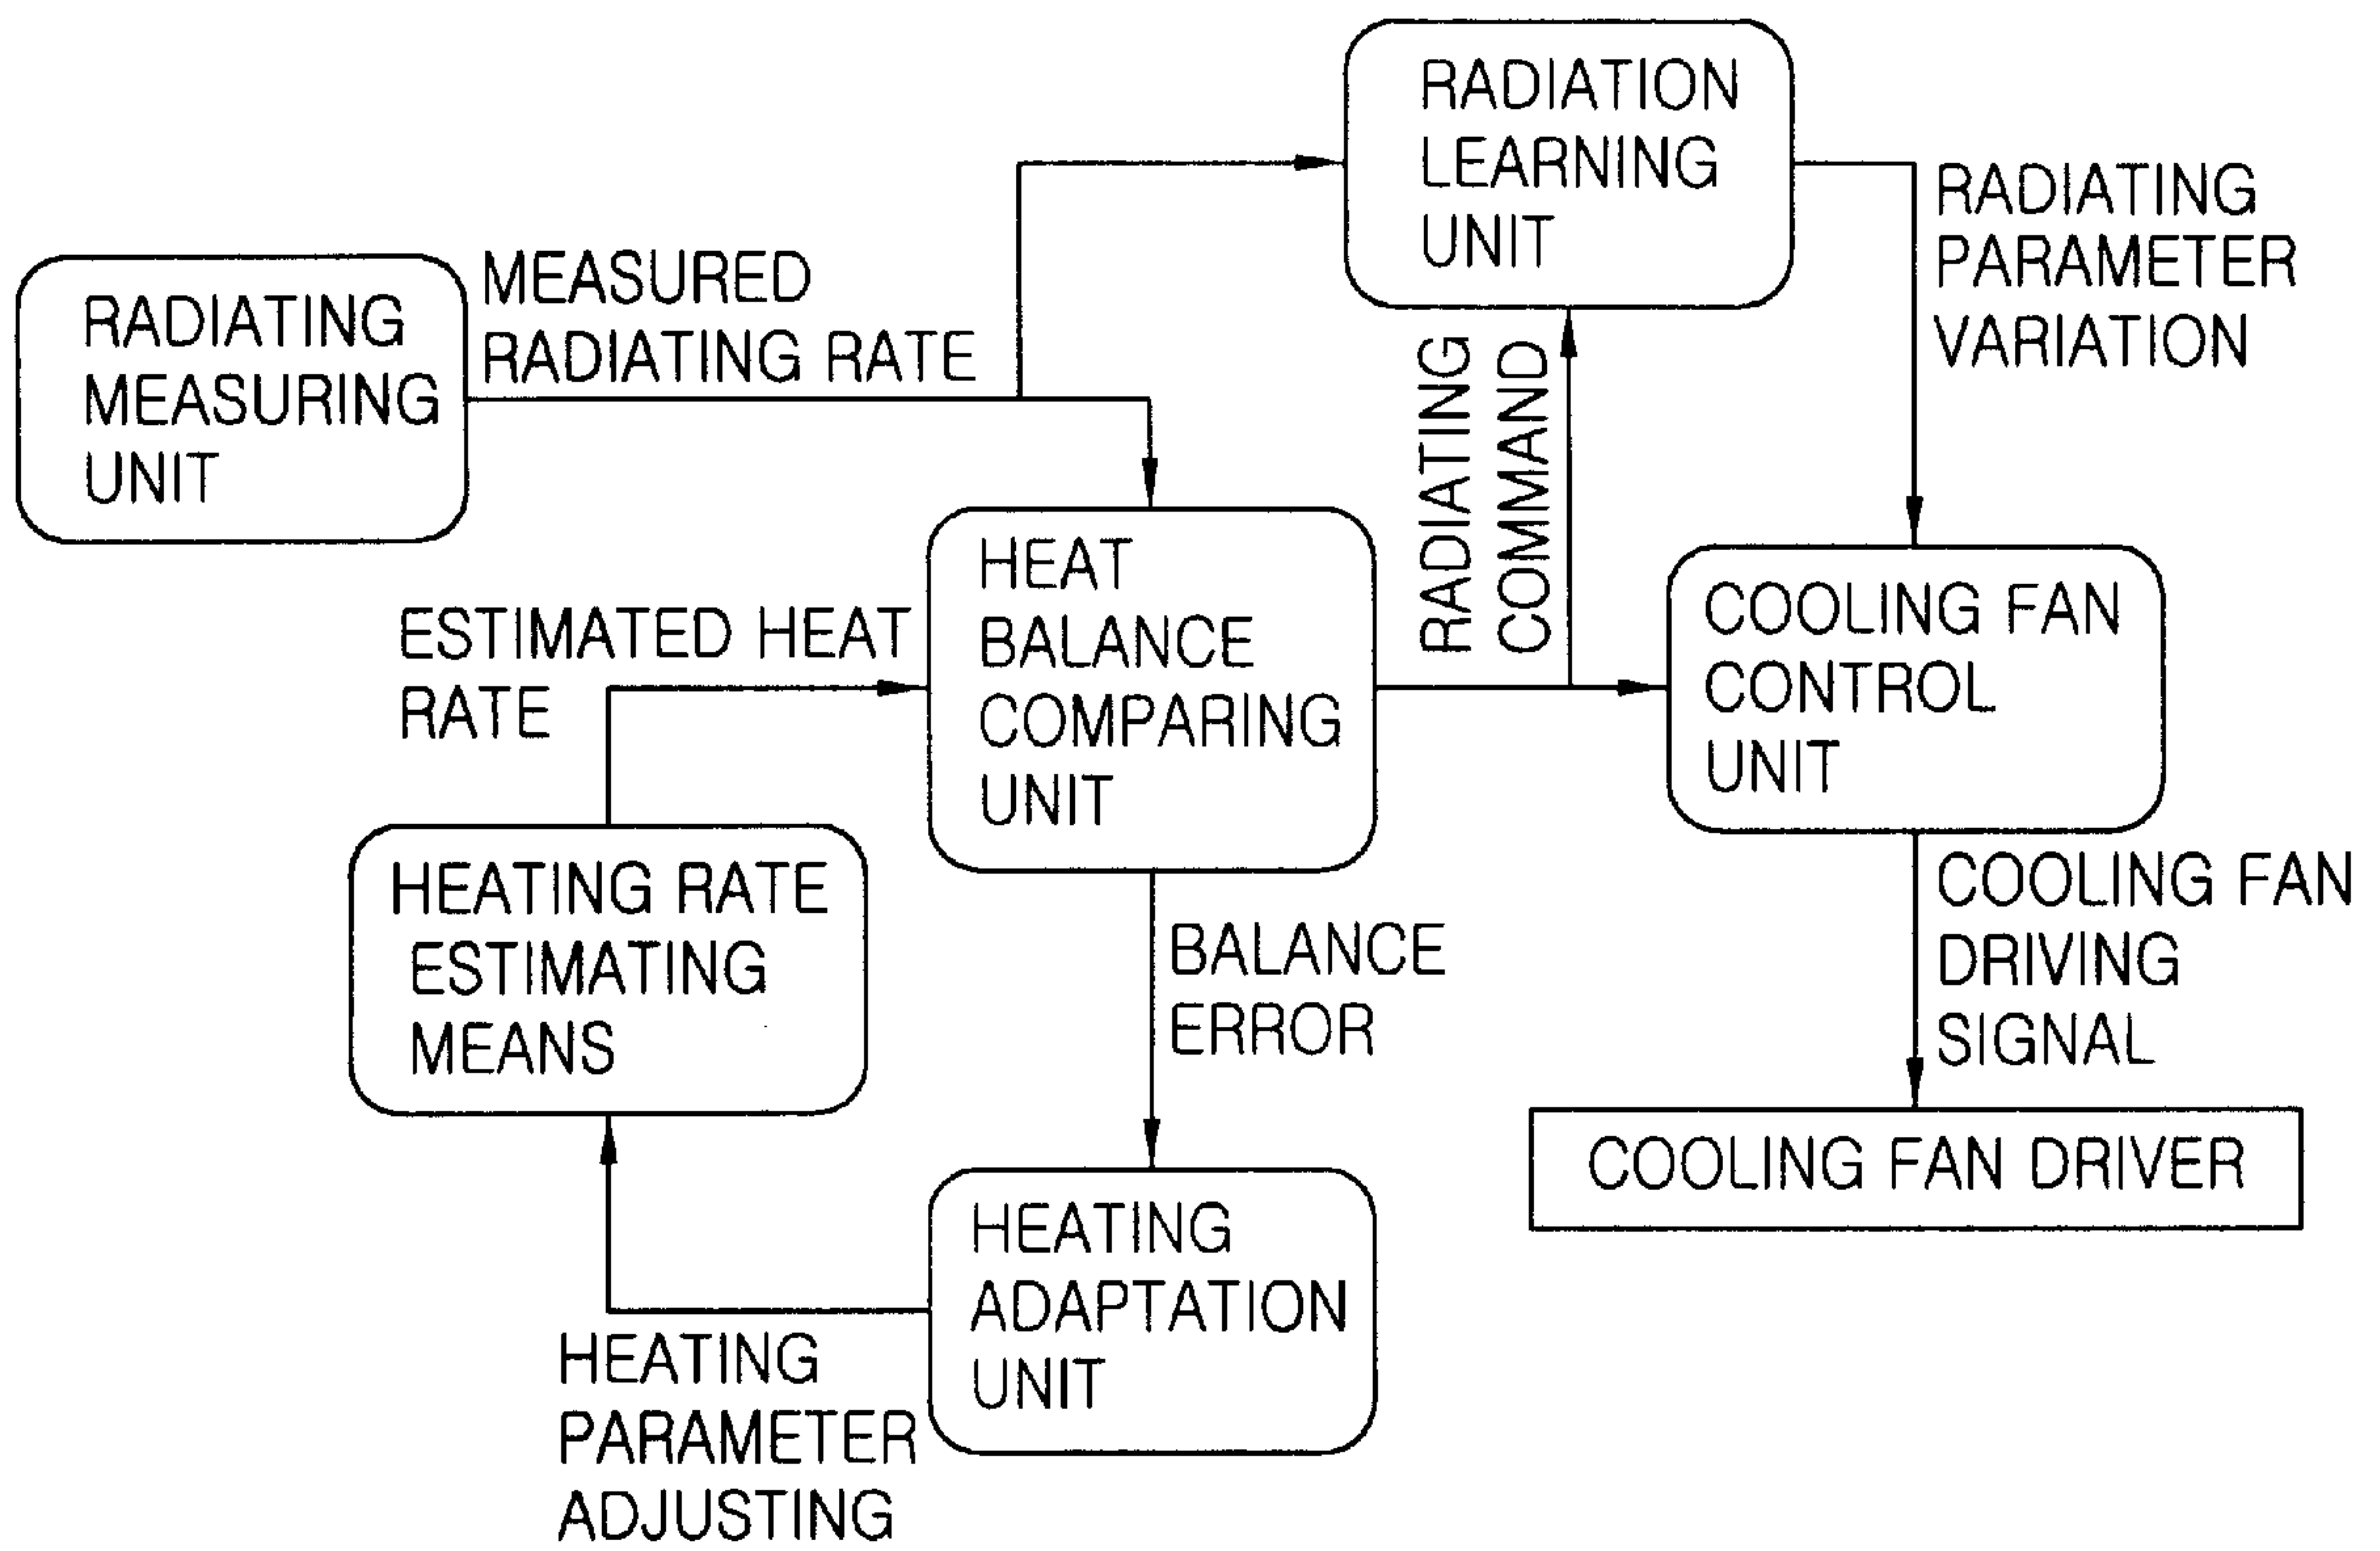 RADIATION
LEARNING
UNIT
RADIATING
PARAMETER
VARIATION
MEASURED
RADIATING RATE
RADIATING
MEASURING
UNIT
RADIATING
COMMAND
HEAT
BALANCE
COMPARING
UNIT
ESTIMATED HEAT
RATE
COOLING FAN
CONTROL
UNIT
HEATING RATE
ESTIMATING
MEANS
BALANCE
ERROR
COOLING FAN
DRIVING
SIGNAL
COOLING FAN DRIVER
HEATING
ADAPTATION
UNIT
HEATING
PARAMETER
ADJUSTING